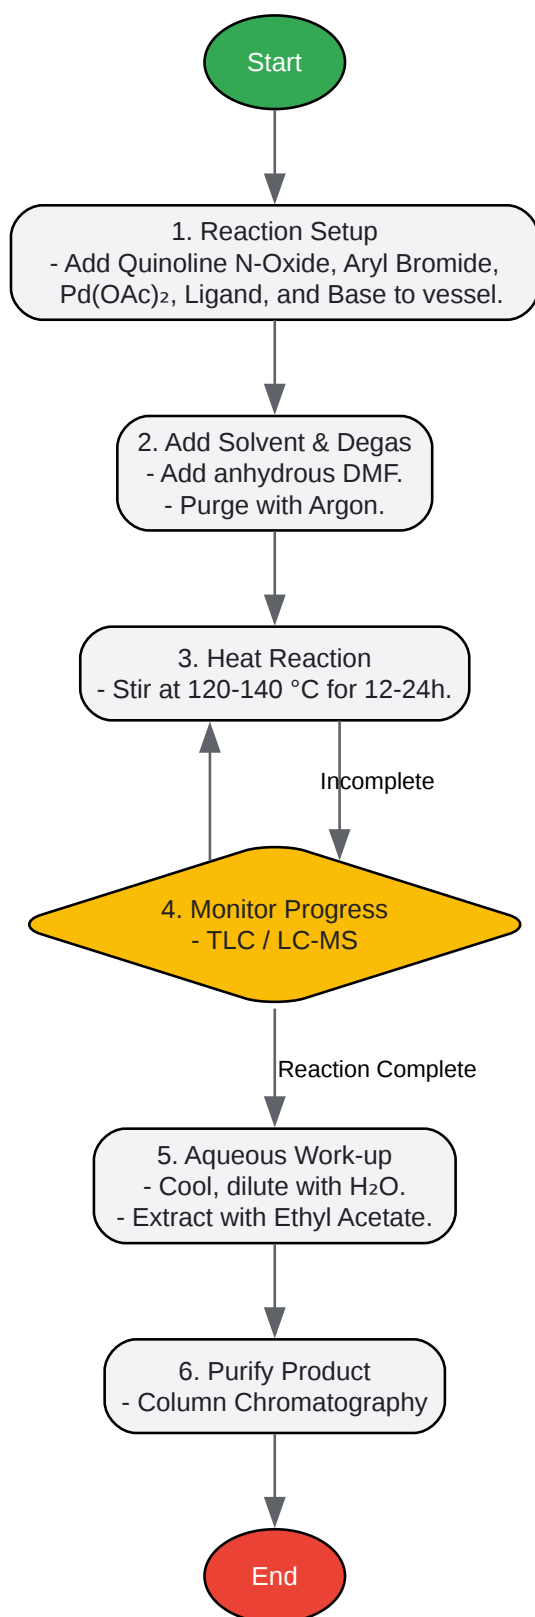 Start
1. Reaction Setup
- Add Quinoline N-Oxide, Aryl Bromide,
Pd(OAc)₂, Ligand, and Base to vessel.
2. Add Solvent & Degas
- Add anhydrous DMF.
- Purge with Argon.
3. Heat Reaction
- Stir at 120-140 °C for 12-24h.
Incomplete
4. Monitor Progress
- TLC / LC-MS
Reaction Complete
5. Aqueous Work-up
- Cool, dilute with H₂O.
- Extract with Ethyl Acetate.
6. Purify Product
- Column Chromatography
End